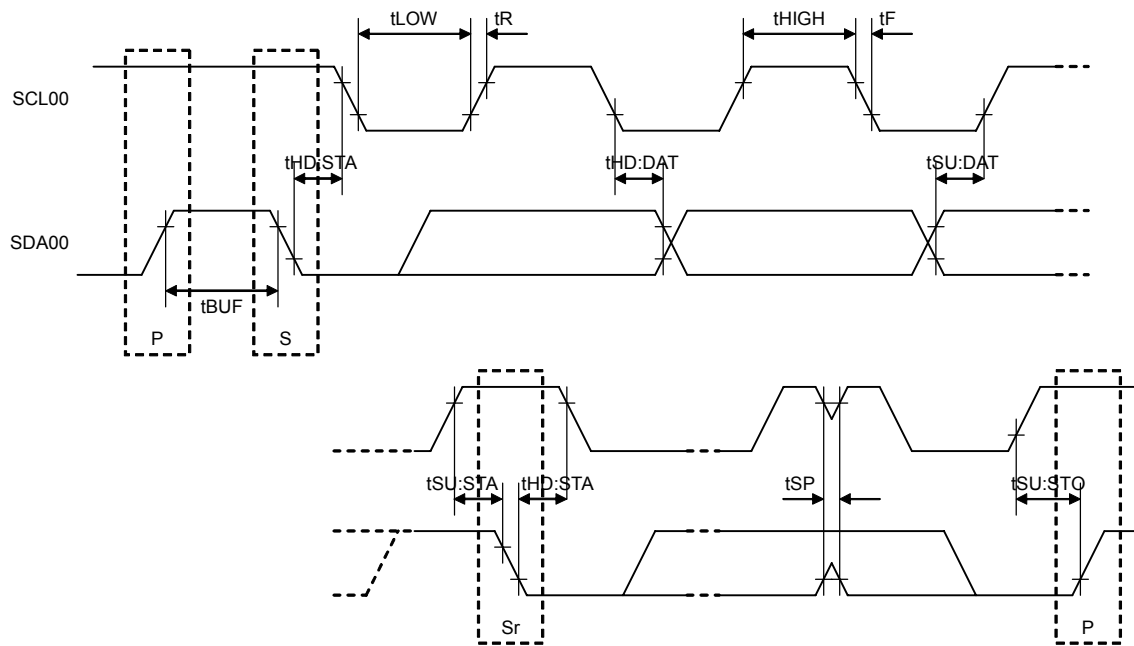 tLOW tR tHIGH tF
SCL00
tHD:STA tHD:DAT tSU:DAT
SDA00
tBUF
P S
tSU:STA tHD:STA tSP tSU:STO
Sr P